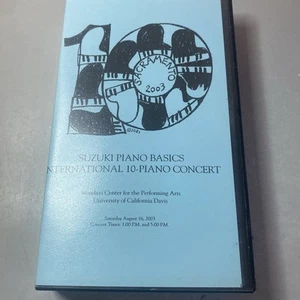 10
SACRAMENTO
2003
SUZUKI PIANO BASICS
INTERNATIONAL 10-PIANO CONCERT
Mondavi Center for the Performing Arts
University of California Davis
Saturday August 16, 2003
Concert Times: 1:00 PM and 5:00 PM